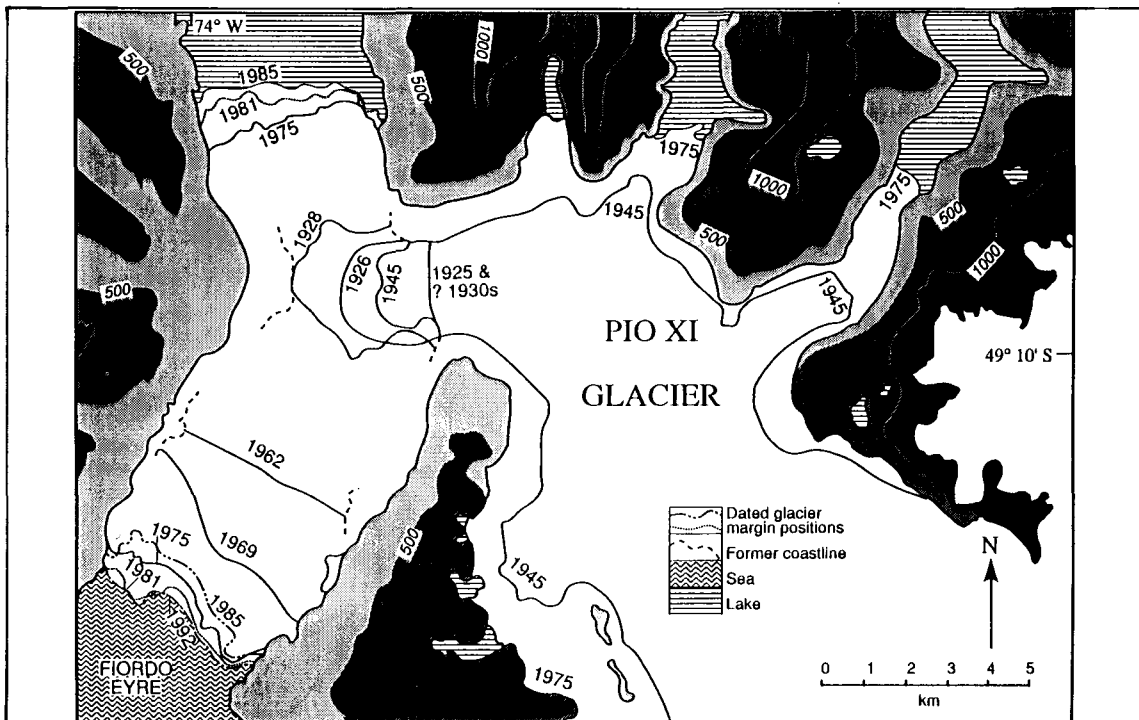 74° W
500
1000
500
1985
1981
1975
1975
1000
1975
500
1000
500
1945
1945
1928
1926
1945
1925 &
? 1930s
500
PIO XI
GLACIER
49° 10' S
1962
1969
1975
1981
1985
1992
500
1945
1975
FIORDO
EYRE
Dated glacier
margin positions
Former coastline
Sea
Lake
N
0 1 2 3 4 5
km